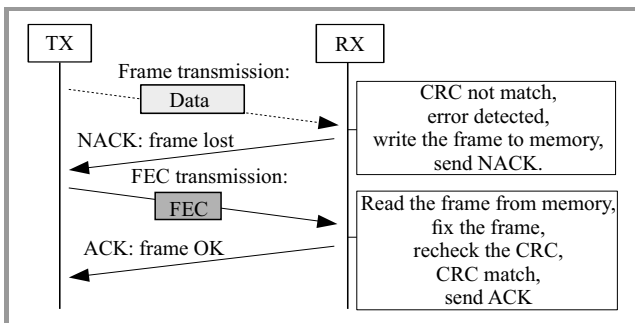 TX
RX
Frame transmission:
Data
CRC not match,
error detected,
write the frame to memory,
send NACK.
NACK: frame lost
FEC transmission:
FEC
Read the frame from memory,
fix the frame,
recheck the CRC,
CRC match,
send ACK
ACK: frame OK